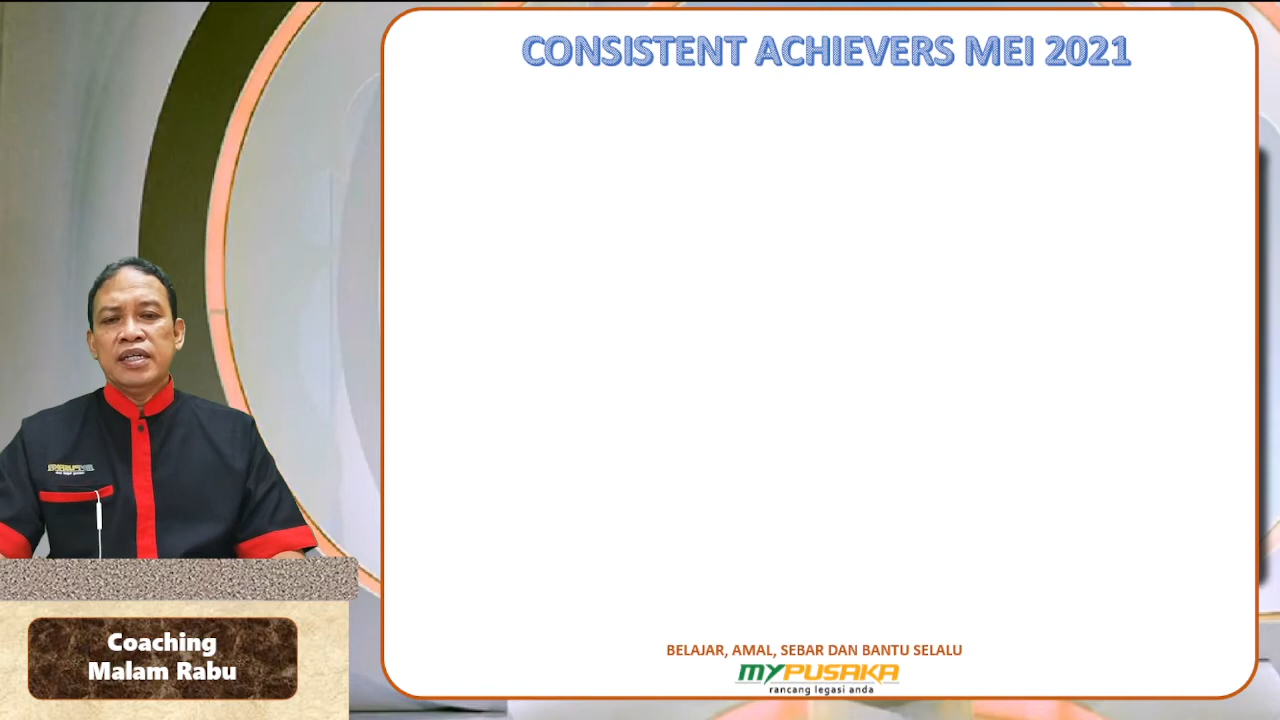 CONSISTENT ACHIEVERS MEI 2021
Coaching
Malam Rabu
BELAJAR, AMAL, SEBAR DAN BANTU SELALU
MYPUSAKA
rancang legasi anda